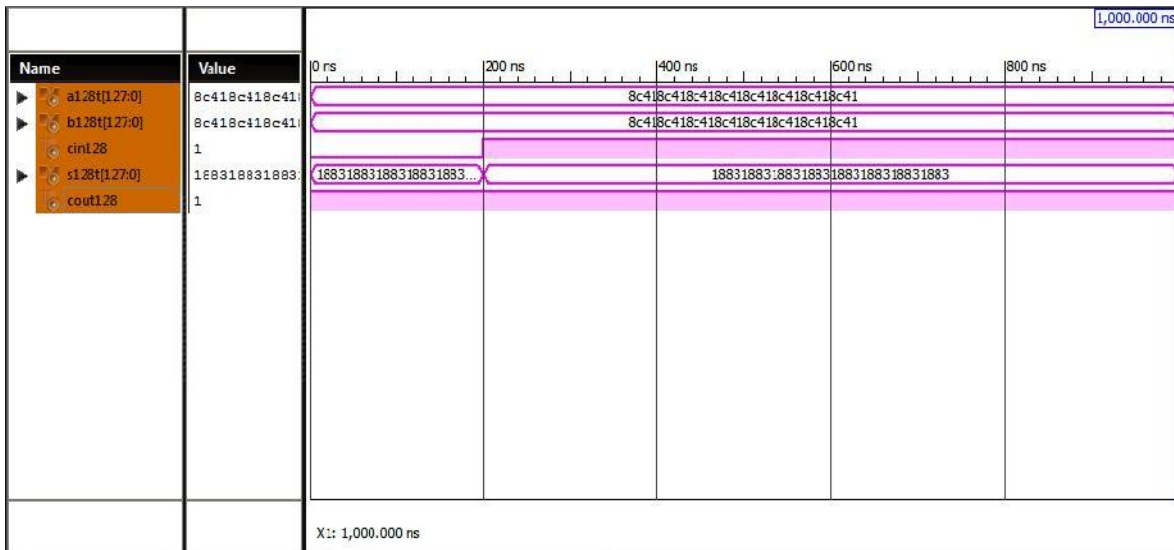 1,000.000 ns
Name Value 0 ns 200 ns 400 ns 600 ns 800 ns
a128t[127:0] 8c418c418c41 8c418c418c418c418c418c418c418c41
b128t[127:0] 8c418c418c41 8c418c418c418c418c418c418c418c41
cin128 1
s128t[127:0] 188318831883 18831883188318831883... 18831883188318831883188318831883
cout128 1
X1: 1,000.000 ns